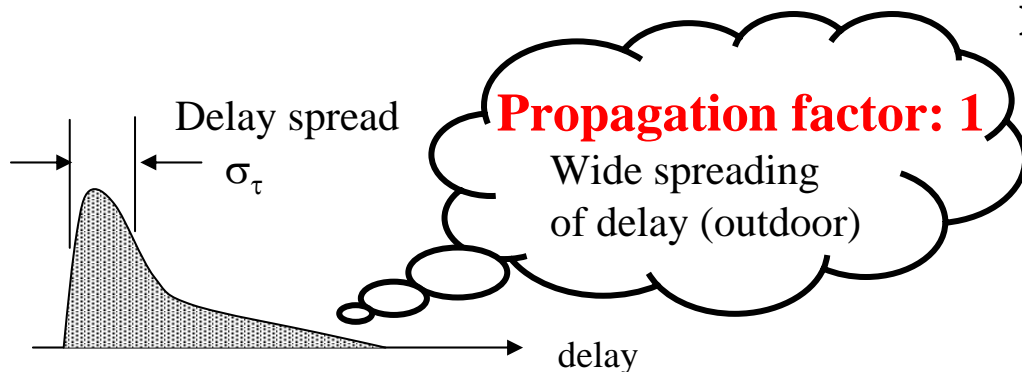 Propagation factor: 1
Delay spread
στ
Wide spreading
of delay (outdoor)
delay